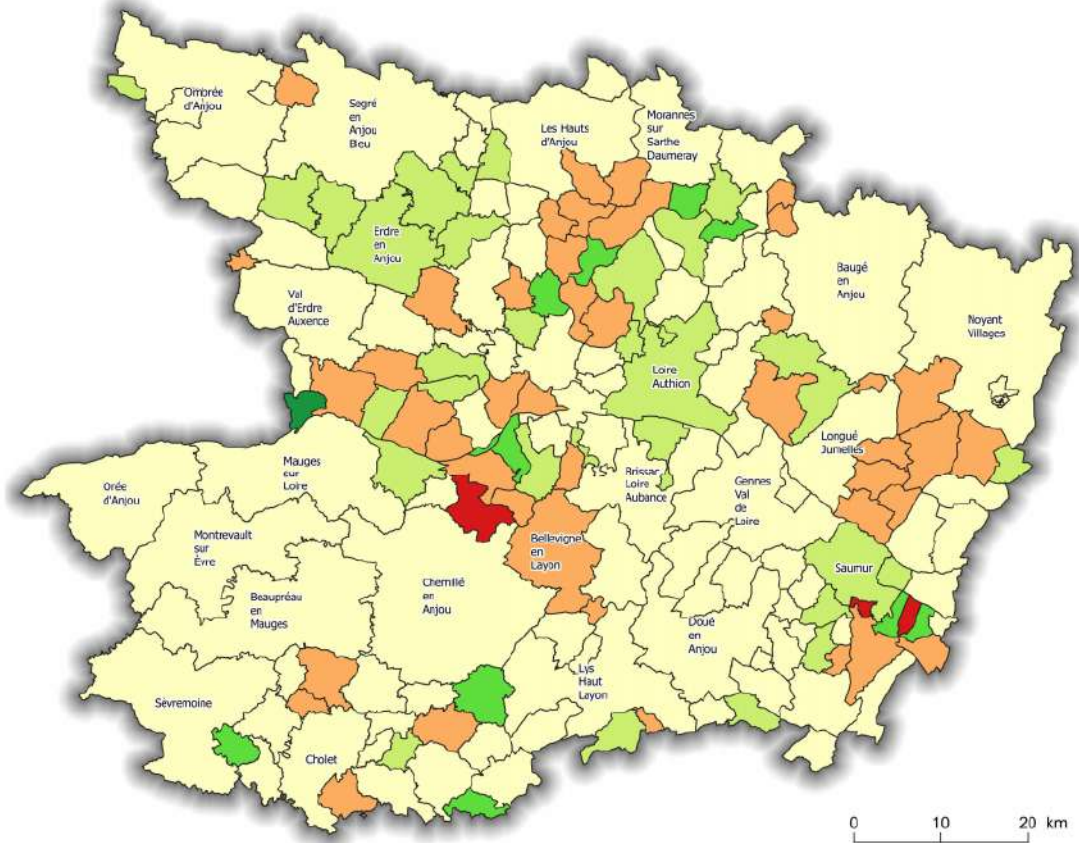 Ombrée
d'Anjou
Segré
en
Anjou
Bleu
Les Hauts
d'Anjou
Morannes
sur
Sarthe
Daumeray
Erdre
en
Anjou
Val
d'Erdre
Auxence
Baugé
en
Anjou
Noyant
Villages
Loire
Authion
Longué
Jumelles
Mauges
sur
Loire
Orée
d'Anjou
Brissac
Loire
Aubance
Gennes
Val
de
Loire
Montrevault
sur
Èvre
Bellevigne
en
Layon
Saumur
Chemillé
en
Anjou
Beaupréau
en
Mauges
Doué
en
Anjou
Lys
Haut
Layon
Sèvremoine
Cholet
0 10 20 km